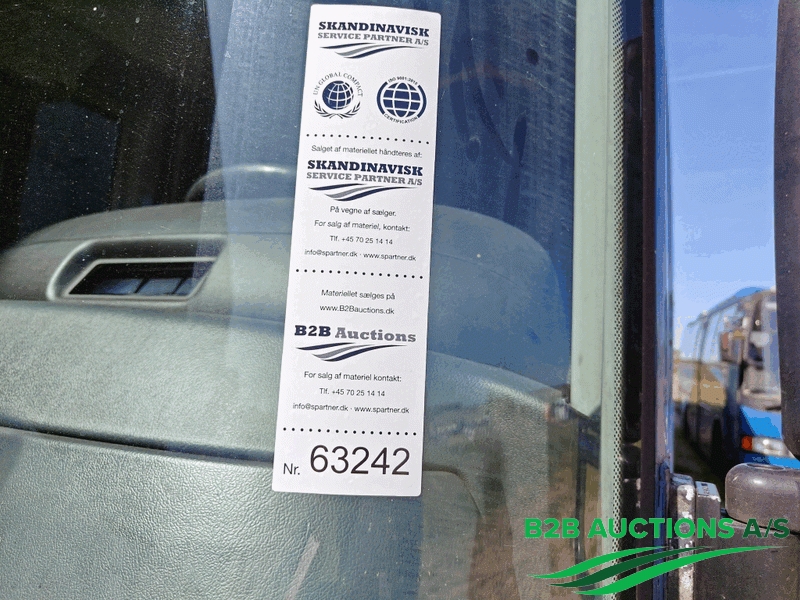 SKANDINAVISK
SERVICE PARTNER A/S
UN GLOBAL COMPACT
ISO 9001:2015
CERTIFICATION
Salget af materiellet håndteres af:
SKANDINAVISK
SERVICE PARTNER A/S
På vegne af sælger.
For salg af materiel, kontakt:
Tlf. +45 70 25 14 14
info@spartner.dk · www.spartner.dk
Materiellet sælges på
www.B2Bauctions.dk
B2B Auctions
For salg af materiel kontakt:
Tlf. +45 70 25 14 14
info@spartner.dk · www.spartner.dk
Nr. 63242
B2B AUCTIONS A/S